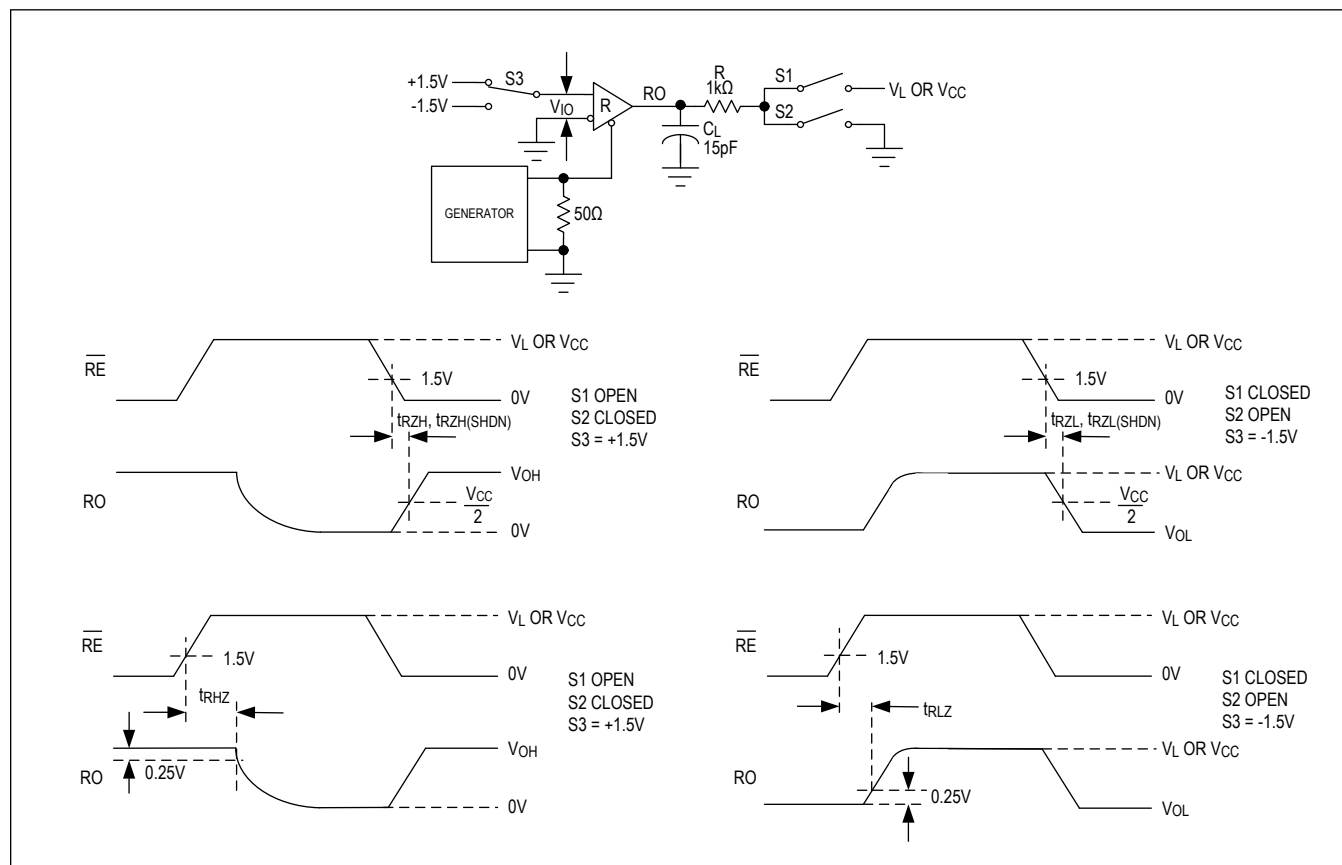 +1.5V
-1.5V
S3
VIO
R
RO
R
1kΩ
CL
15pF
S1
S2
VL OR VCC
GENERATOR
50Ω
RE
VL OR VCC
1.5V
0V
tRZH, tRZH(SHDN)
S1 OPEN
S2 CLOSED
S3 = +1.5V
RO
VOH
VCC
2
0V
RE
VL OR VCC
1.5V
0V
tRZL, tRZL(SHDN)
S1 CLOSED
S2 OPEN
S3 = -1.5V
RO
VL OR VCC
VCC
2
VOL
RE
VL OR VCC
1.5V
0V
tRHZ
S1 OPEN
S2 CLOSED
S3 = +1.5V
RO
0.25V
VOH
0V
RE
VL OR VCC
1.5V
0V
tRLZ
S1 CLOSED
S2 OPEN
S3 = -1.5V
RO
VL OR VCC
0.25V
VOL